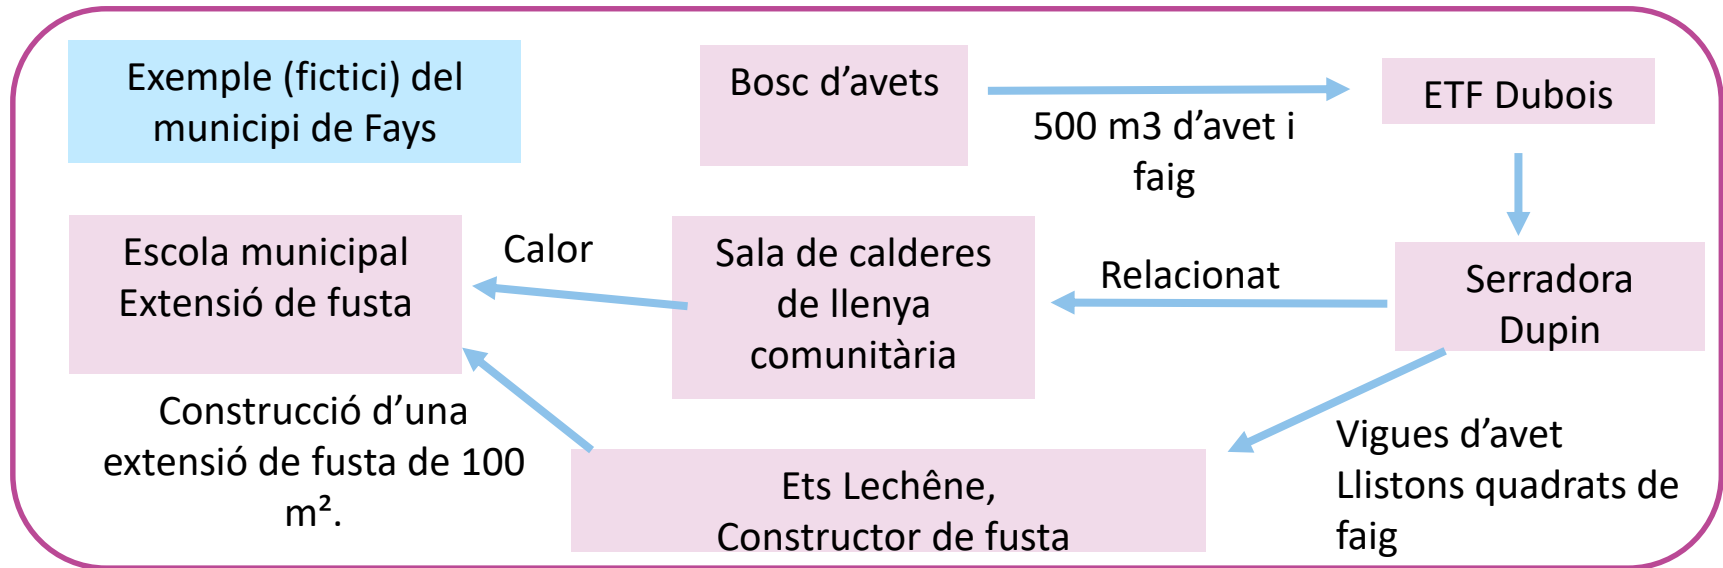 Exemple (fictici) del
municipi de Fays
Bosc d’avets
500 m3 d’avet i
faig
ETF Dubois
Escola municipal
Extensió de fusta
Calor
Sala de calderes
de llenya
comunitària
Relacionat
Serradora
Dupin
Construcció d’una
extensió de fusta de 100
m².
Ets Lechêne,
Constructor de fusta
Vigues d’avet
Llistons quadrats de
faig